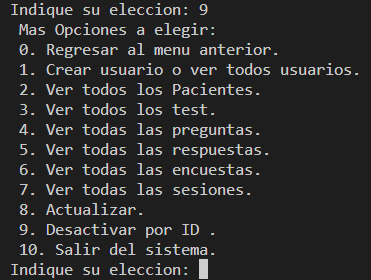 Indique su eleccion: 9
Mas Opciones a elegir:
0. Regresar al menu anterior.
1. Crear usuario o ver todos usuarios.
2. Ver todos los Pacientes.
3. Ver todos los test.
4. Ver todas las preguntas.
5. Ver todas las respuestas.
6. Ver todas las encuestas.
7. Ver todas las sesiones.
8. Actualizar.
9. Desactivar por ID .
10. Salir del sistema.
Indique su eleccion: